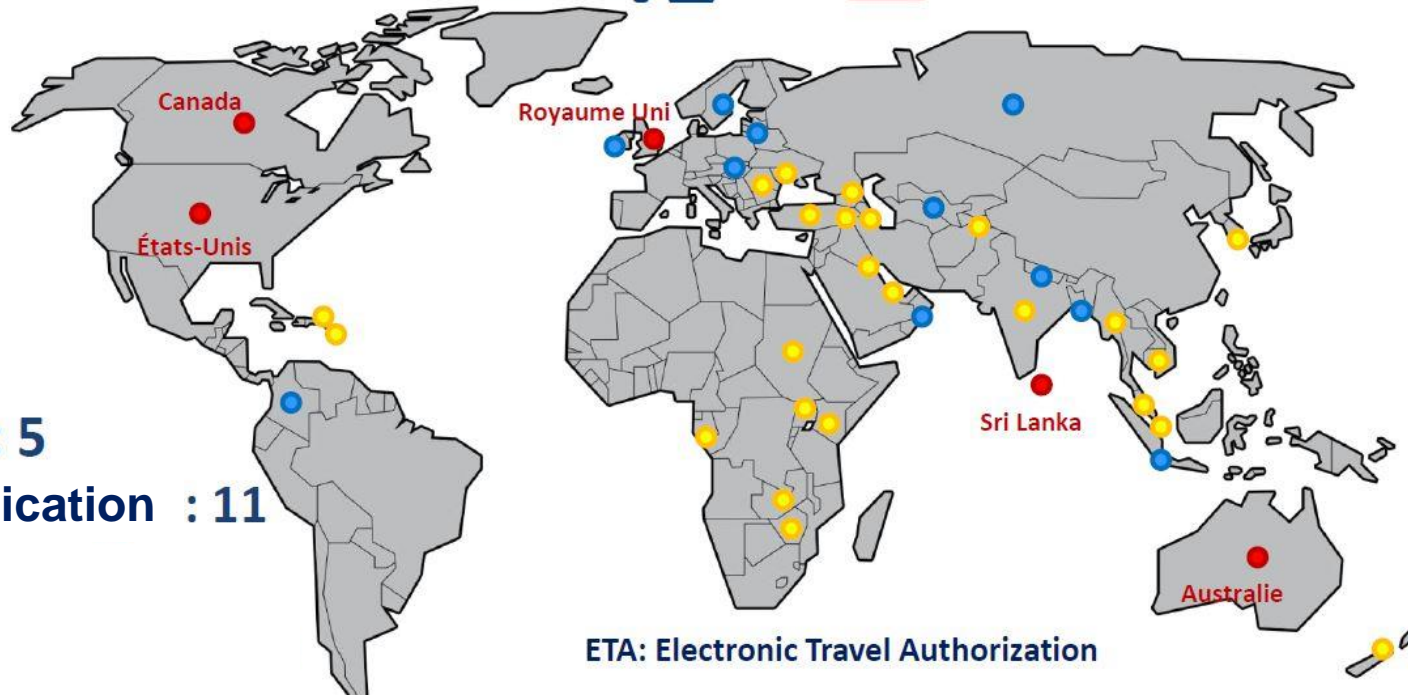 Canada
Royaume Uni
États-Unis
Sri Lanka
: 5
ication : 11
Australie
ETA: Electronic Travel Authorization